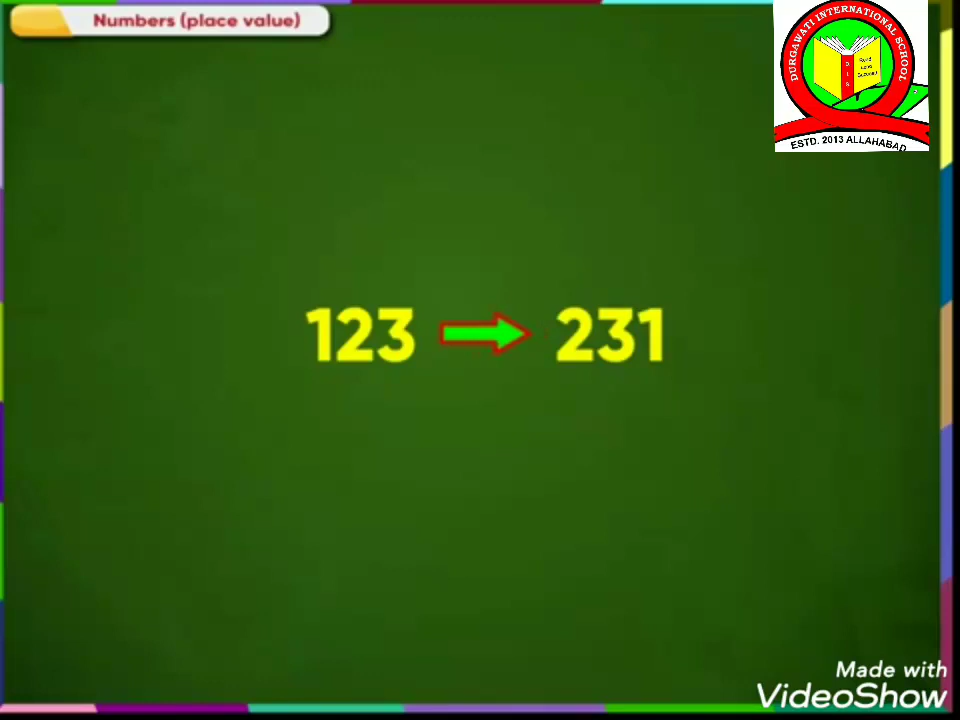 Numbers (place value)
DURGAWATI INTERNATIONAL SCHOOL
D
I
S
ESTD. 2013 ALLAHABAD
123 → 231
Made with
VideoShow